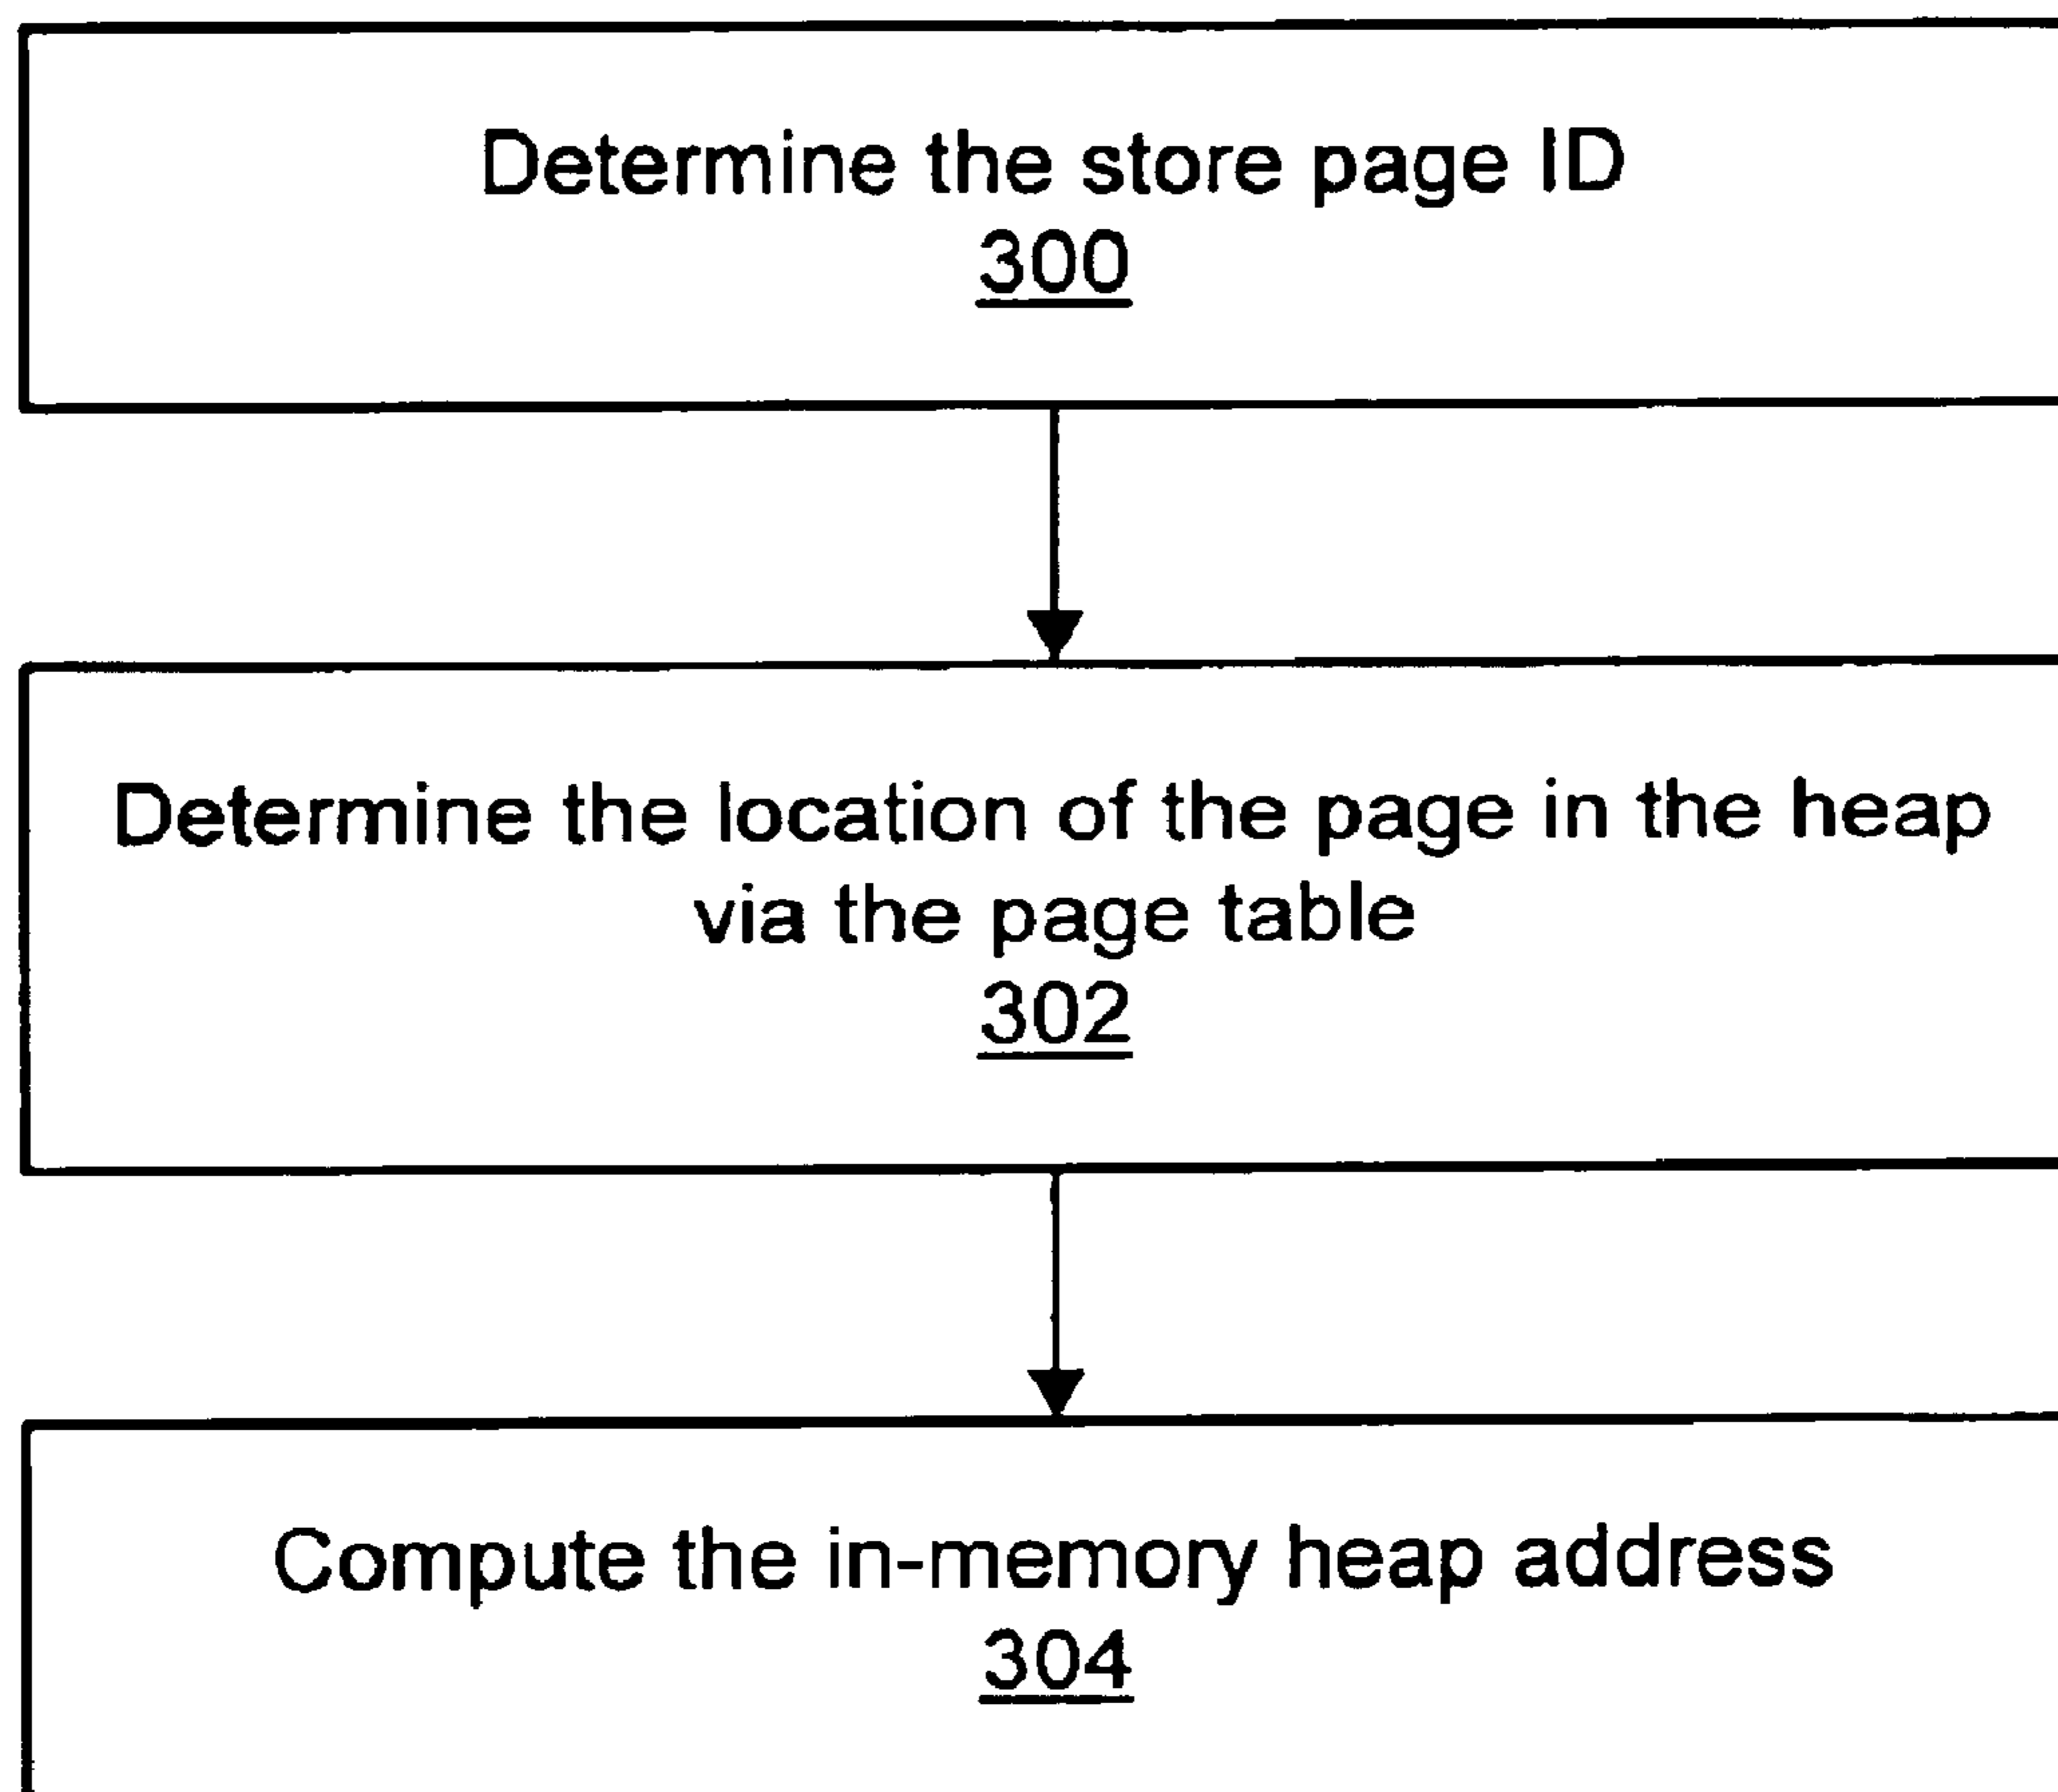 Determine the store page ID
300
Determine the location of the page in the heap
via the page table
302
Compute the in-memory heap address
304